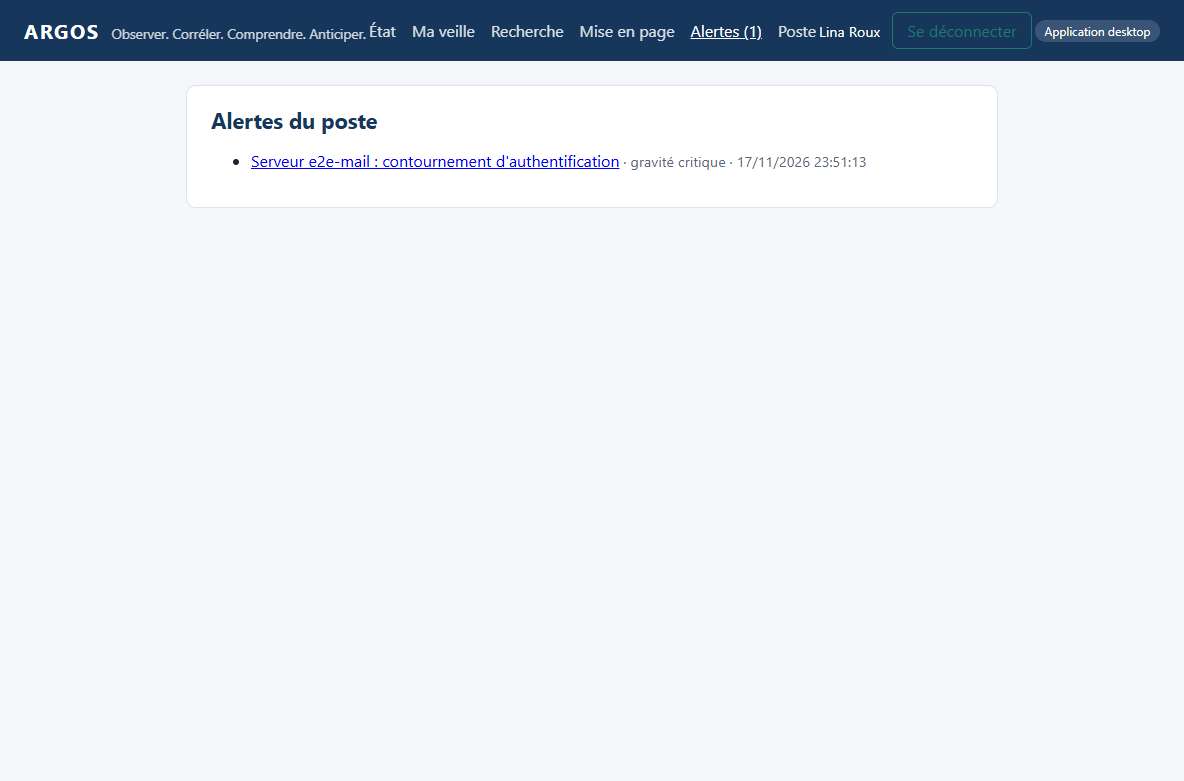 ARGOS Observer. Corréler. Comprendre. Anticiper. État Ma veille Recherche Mise en page Alertes (1) Poste Lina Roux Se déconnecter Application desktop
Alertes du poste
• Serveur e2e-mail : contournement d'authentification · gravité critique · 17/11/2026 23:51:13